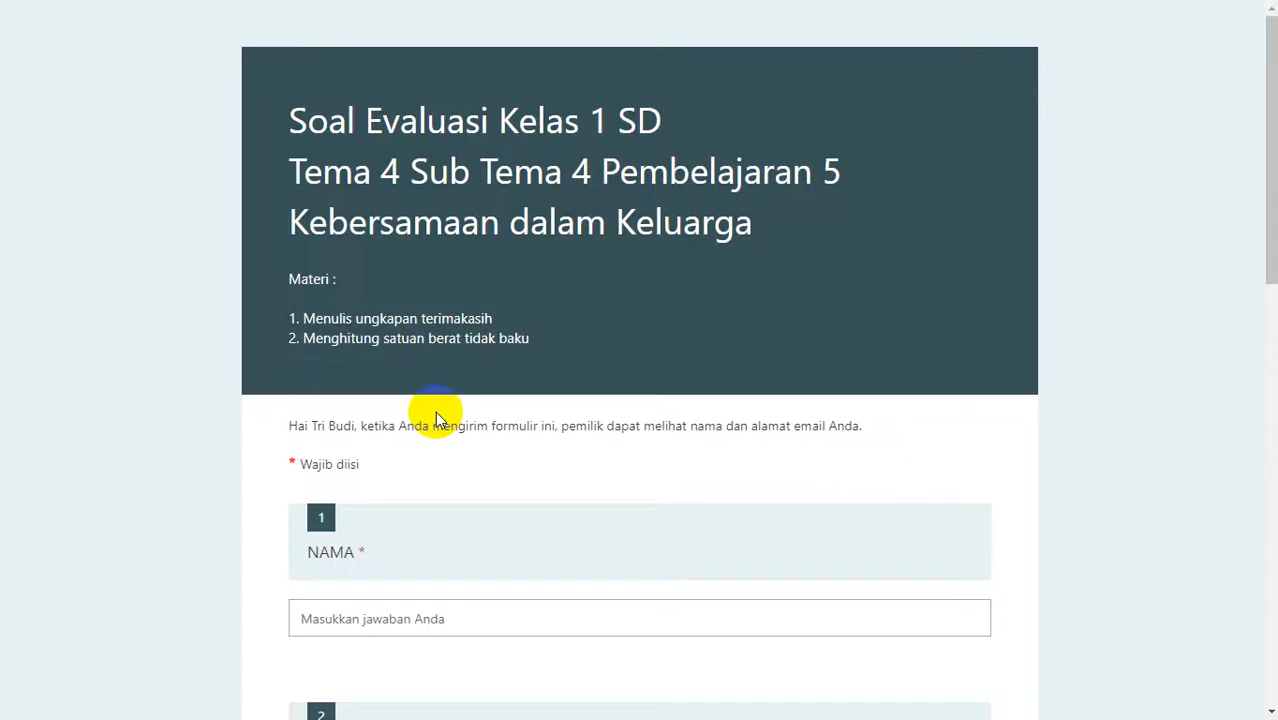 Soal Evaluasi Kelas 1 SD
Tema 4 Sub Tema 4 Pembelajaran 5
Kebersamaan dalam Keluarga
Materi :
1. Menulis ungkapan terimakasih
2. Menghitung satuan berat tidak baku
Hai Tri Budi, ketika Anda mengirim formulir ini, pemilik dapat melihat nama dan alamat email Anda.
* Wajib diisi
1
NAMA *
Masukkan jawaban Anda
2